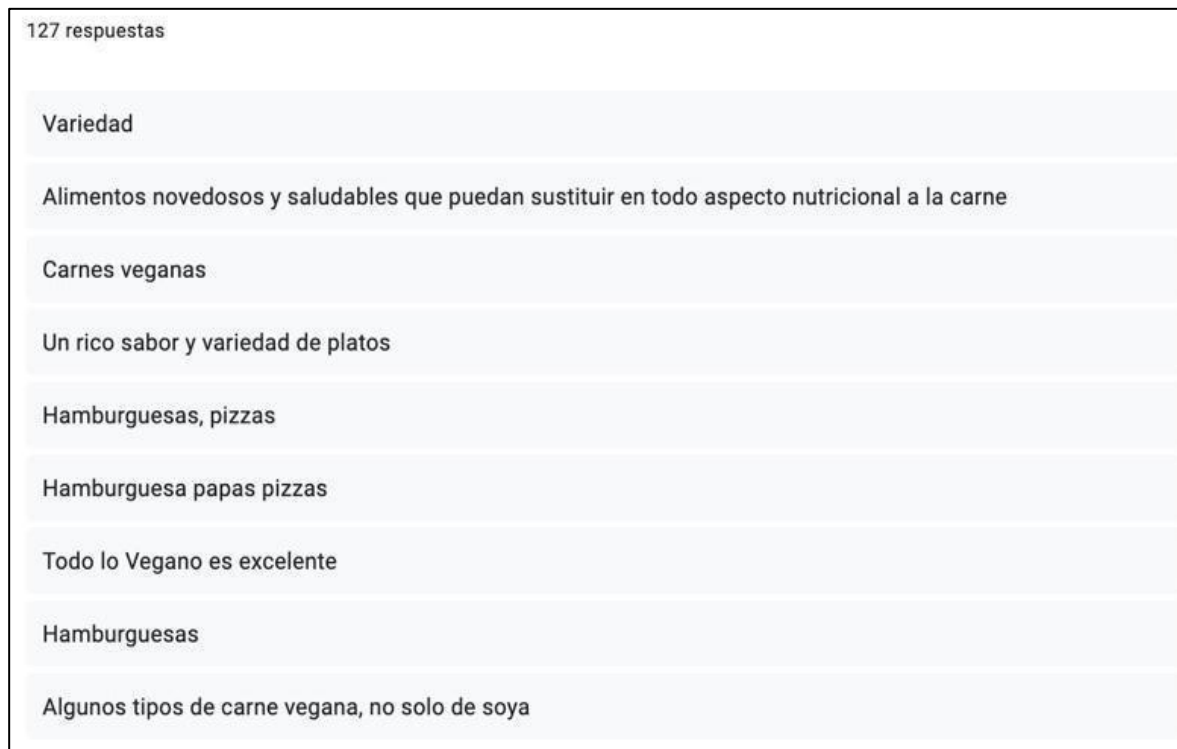 127 respuestas
Variedad
Alimentos novedosos y saludables que puedan sustituir en todo aspecto nutricional a la carne
Carnes veganas
Un rico sabor y variedad de platos
Hamburguesas, pizzas
Hamburguesa papas pizzas
Todo lo Vegano es excelente
Hamburguesas
Algunos tipos de carne vegana, no solo de soya